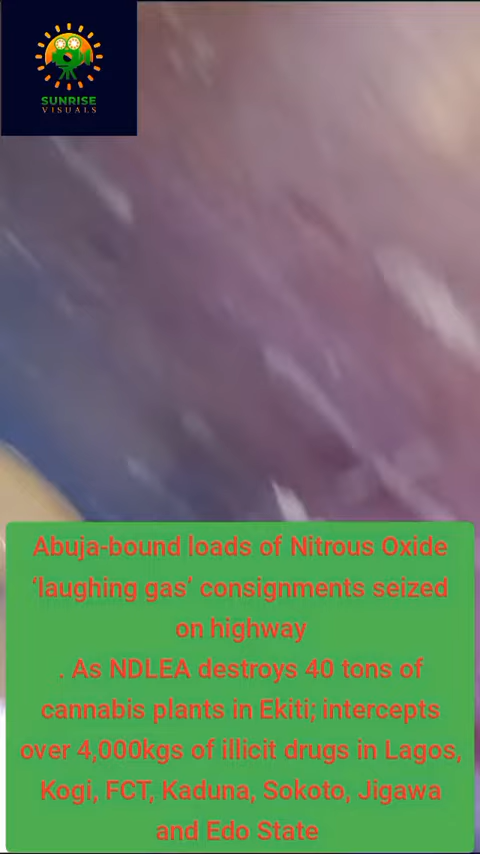 SUNRISE
VISUALS
Abuja-bound loads of Nitrous Oxide
‘laughing gas’ consignments seized
on highway
. As NDLEA destroys 40 tons of
cannabis plants in Ekiti; intercepts
over 4,000kgs of illicit drugs in Lagos,
Kogi, FCT, Kaduna, Sokoto, Jigawa
and Edo State